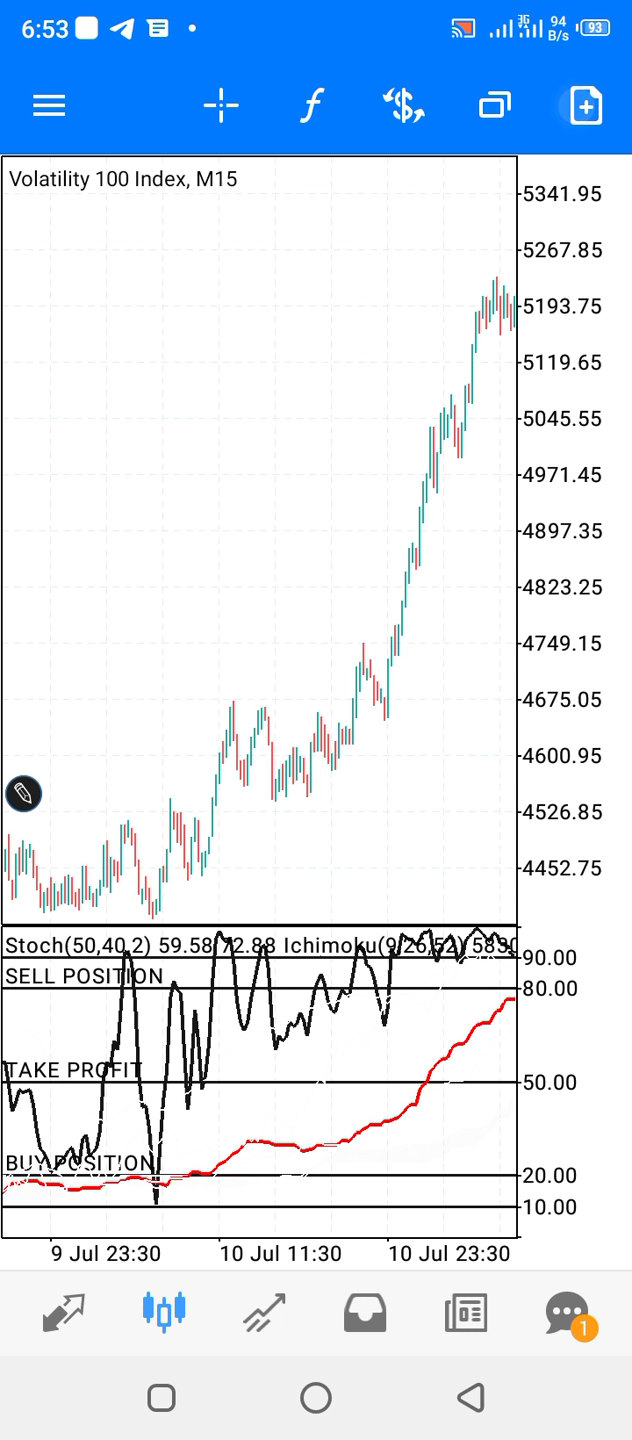 6:53
3G
94
B/s
93
Volatility 100 Index, M15
5341.95
5267.85
5193.75
5119.65
5045.55
4971.45
4897.35
4823.25
4749.15
4675.05
4600.95
4526.85
4452.75
Stoch(50,40,2) 59.58 72.88 Ichimoku(9,26,52)
90.00
SELL POSITION
80.00
TAKE PROFIT
50.00
BUY POSITION
20.00
10.00
9 Jul 23:30 10 Jul 11:30 10 Jul 23:30
1